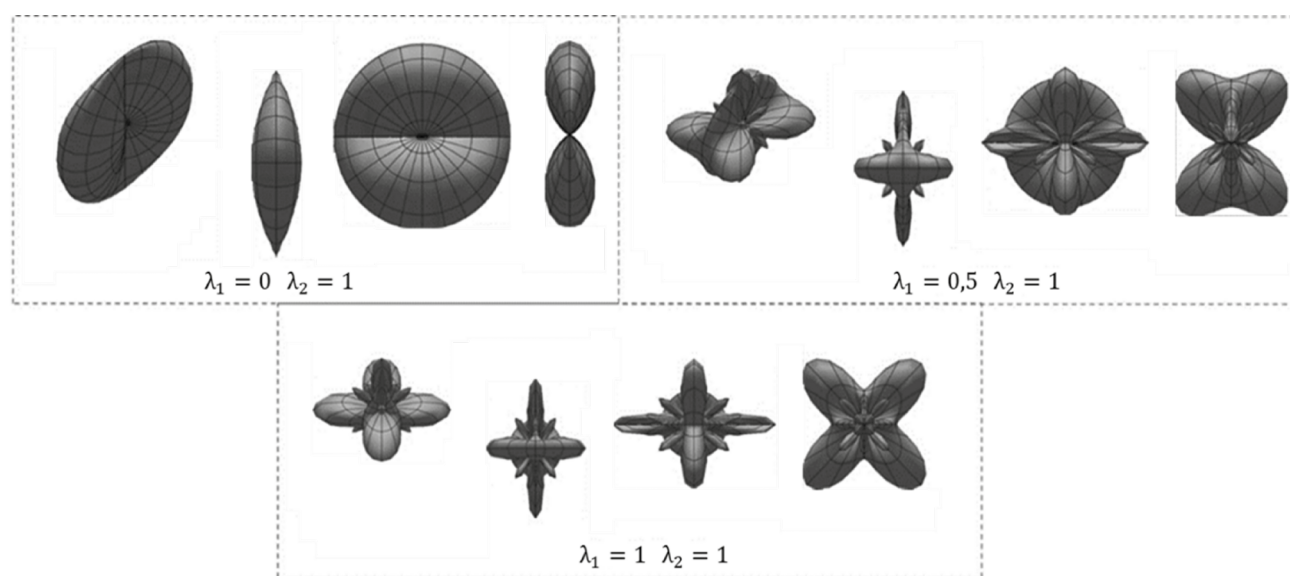 λ₁ = 0 λ₂ = 1
λ₁ = 0,5 λ₂ = 1
λ₁ = 1 λ₂ = 1